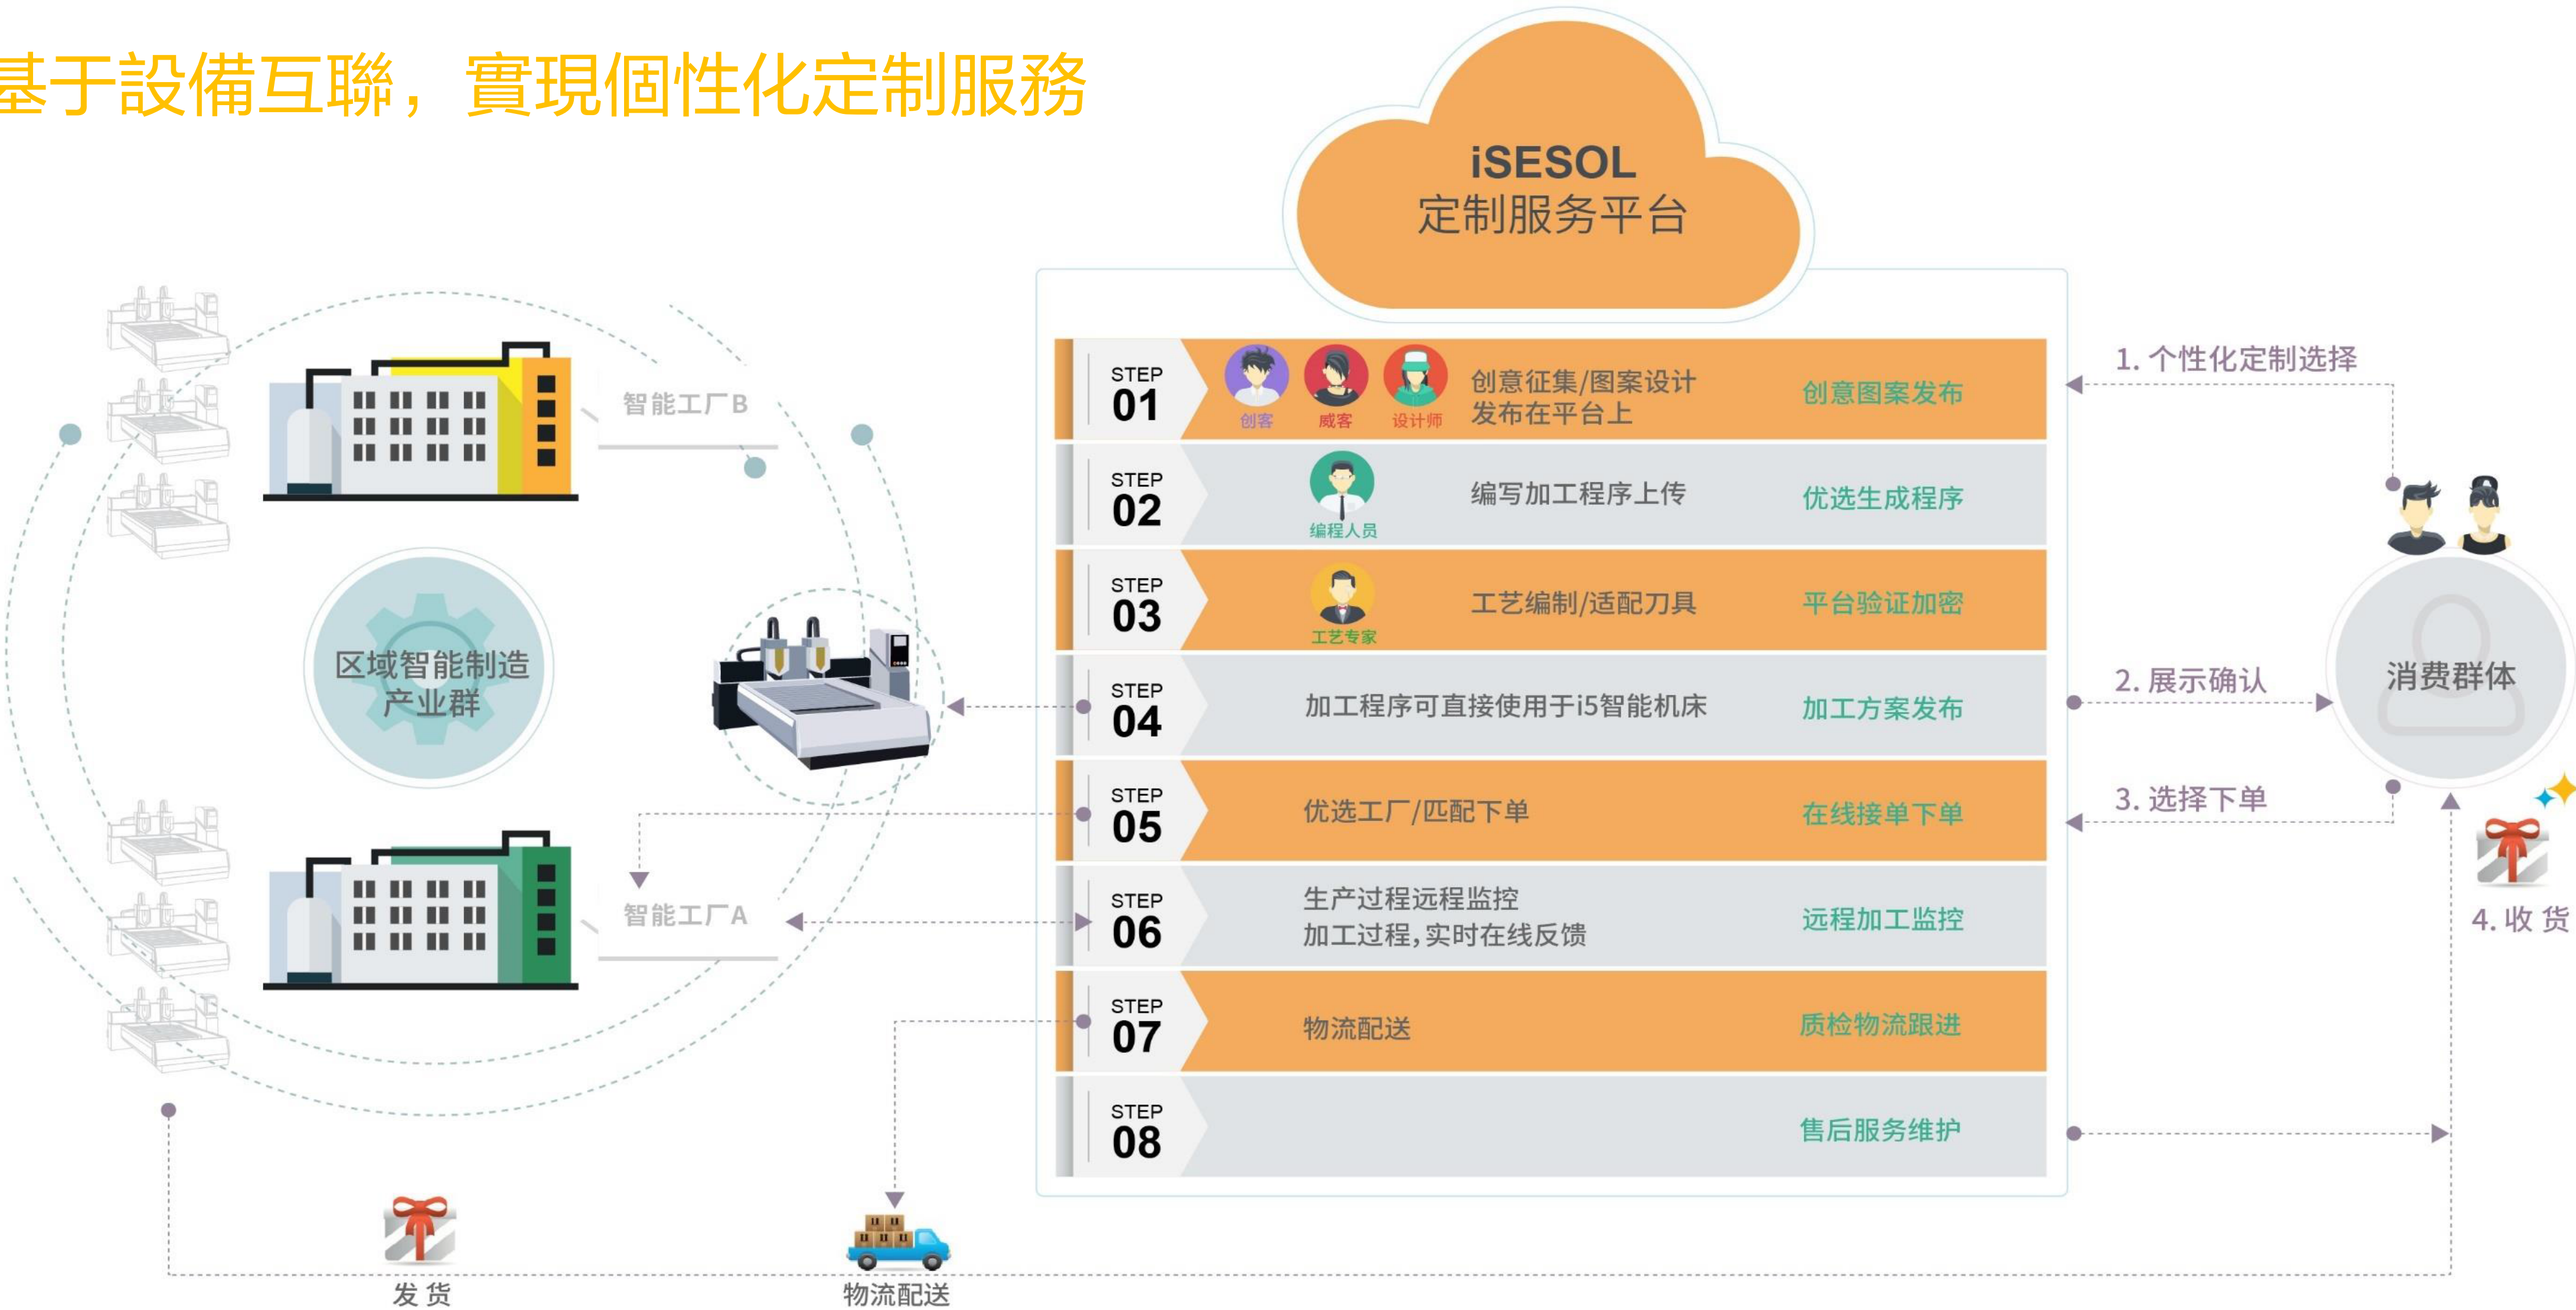 基于設備互聯，實現個性化定制服務
iSESOL
定制服务平台
智能工厂B
区域智能制造
产业群
智能工厂A
STEP
01
创客
威客
设计师
创意征集/图案设计
发布在平台上
创意图案发布
STEP
02
编程人员
编写加工程序上传
优选生成程序
STEP
03
工艺专家
工艺编制/适配刀具
平台验证加密
STEP
04
加工程序可直接使用于i5智能机床
加工方案发布
STEP
05
优选工厂/匹配下单
在线接单下单
STEP
06
生产过程远程监控
加工过程,实时在线反馈
远程加工监控
STEP
07
物流配送
质检物流跟进
STEP
08
售后服务维护
1. 个性化定制选择
2. 展示确认
消费群体
3. 选择下单
4. 收 货
发 货
物流配送